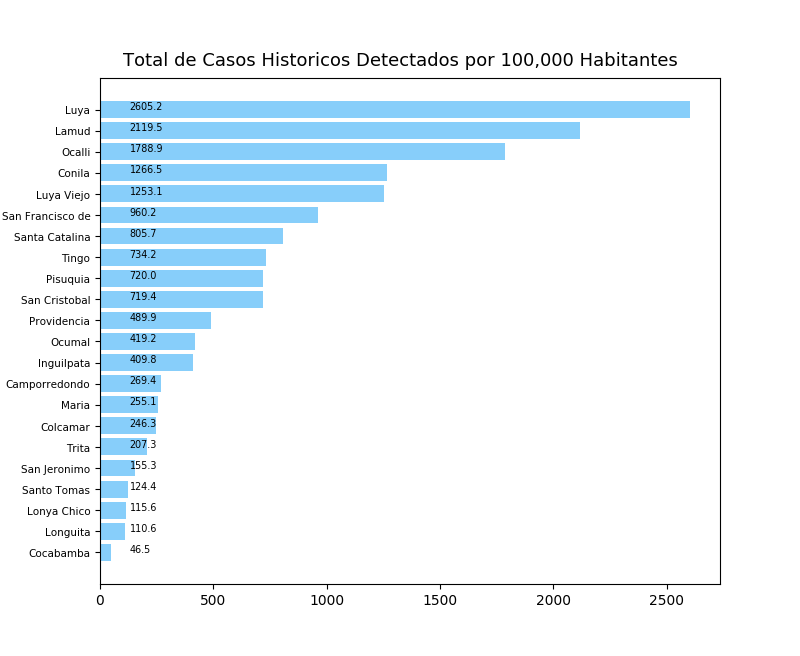 Total de Casos Historicos Detectados por 100,000 Habitantes
Luya 2605.2
Lamud 2119.5
Ocalli 1788.9
Conila 1266.5
Luya Viejo 1253.1
San Francisco de 960.2
Santa Catalina 805.7
Tingo 734.2
Pisuquia 720.0
San Cristobal 719.4
Providencia 489.9
Ocumal 419.2
Inguilpata 409.8
Camporredondo 269.4
Maria 255.1
Colcamar 246.3
Trita 207.3
San Jeronimo 155.3
Santo Tomas 124.4
Lonya Chico 115.6
Longuita 110.6
Cocabamba 46.5
0 500 1000 1500 2000 2500